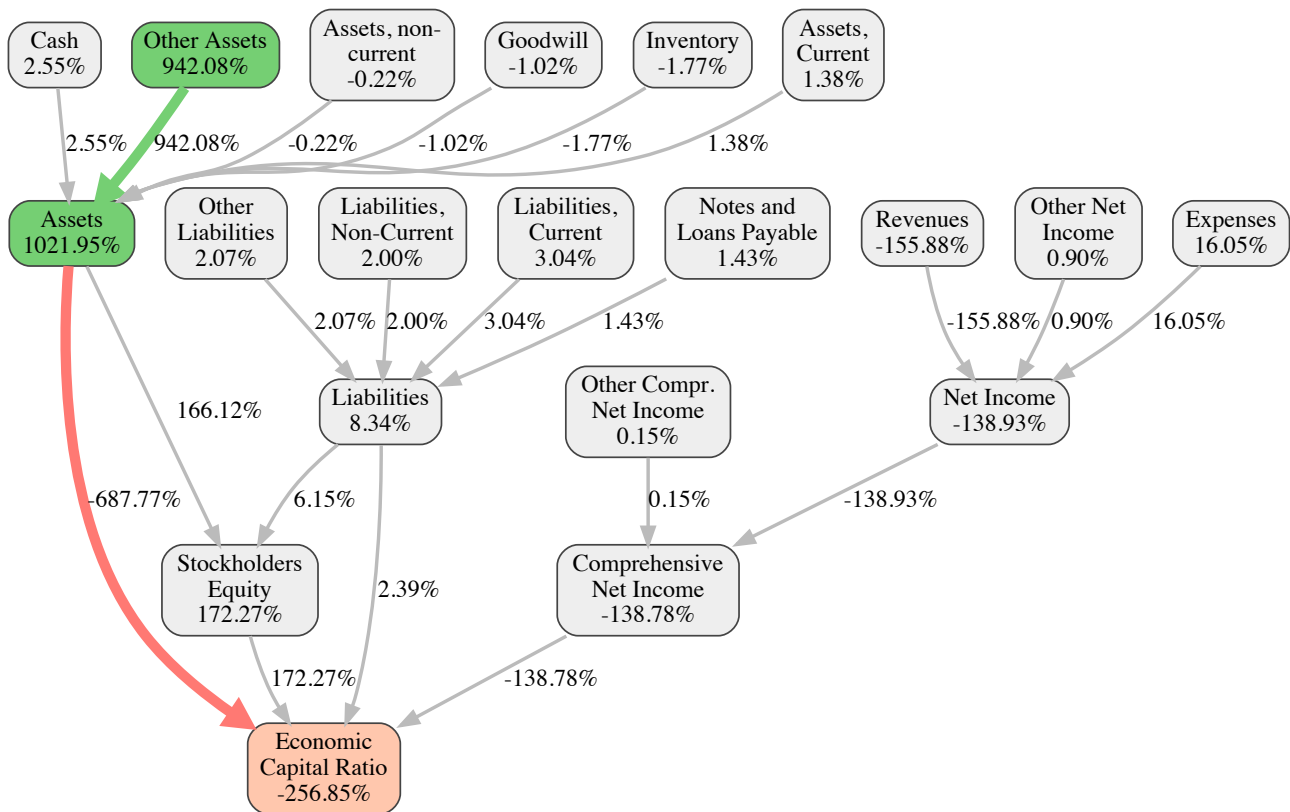 Cash
2.55%
Other Assets
942.08%
Assets, non-
current
-0.22%
Goodwill
-1.02%
Inventory
-1.77%
Assets,
Current
1.38%
2.55%
942.08%
-0.22%
-1.02%
-1.77%
1.38%
Assets
1021.95%
Other
Liabilities
2.07%
Liabilities,
Non-Current
2.00%
Liabilities,
Current
3.04%
Notes and
Loans Payable
1.43%
Revenues
-155.88%
Other Net
Income
0.90%
Expenses
16.05%
2.07%
2.00%
3.04%
1.43%
-155.88%
0.90%
16.05%
166.12%
Liabilities
8.34%
Other Compr.
Net Income
0.15%
Net Income
-138.93%
-687.77%
6.15%
0.15%
-138.93%
Stockholders
Equity
172.27%
2.39%
Comprehensive
Net Income
-138.78%
172.27%
-138.78%
Economic
Capital Ratio
-256.85%